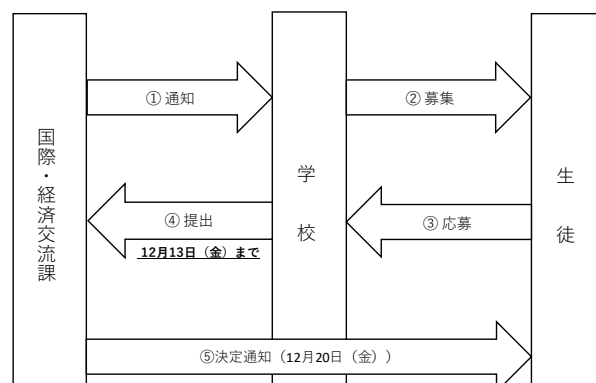 ① 通知
② 募集
国際・経済交流課
学校
生徒
④ 提出
③ 応募
12月13日（金）まで
⑤決定通知（12月20日（金））